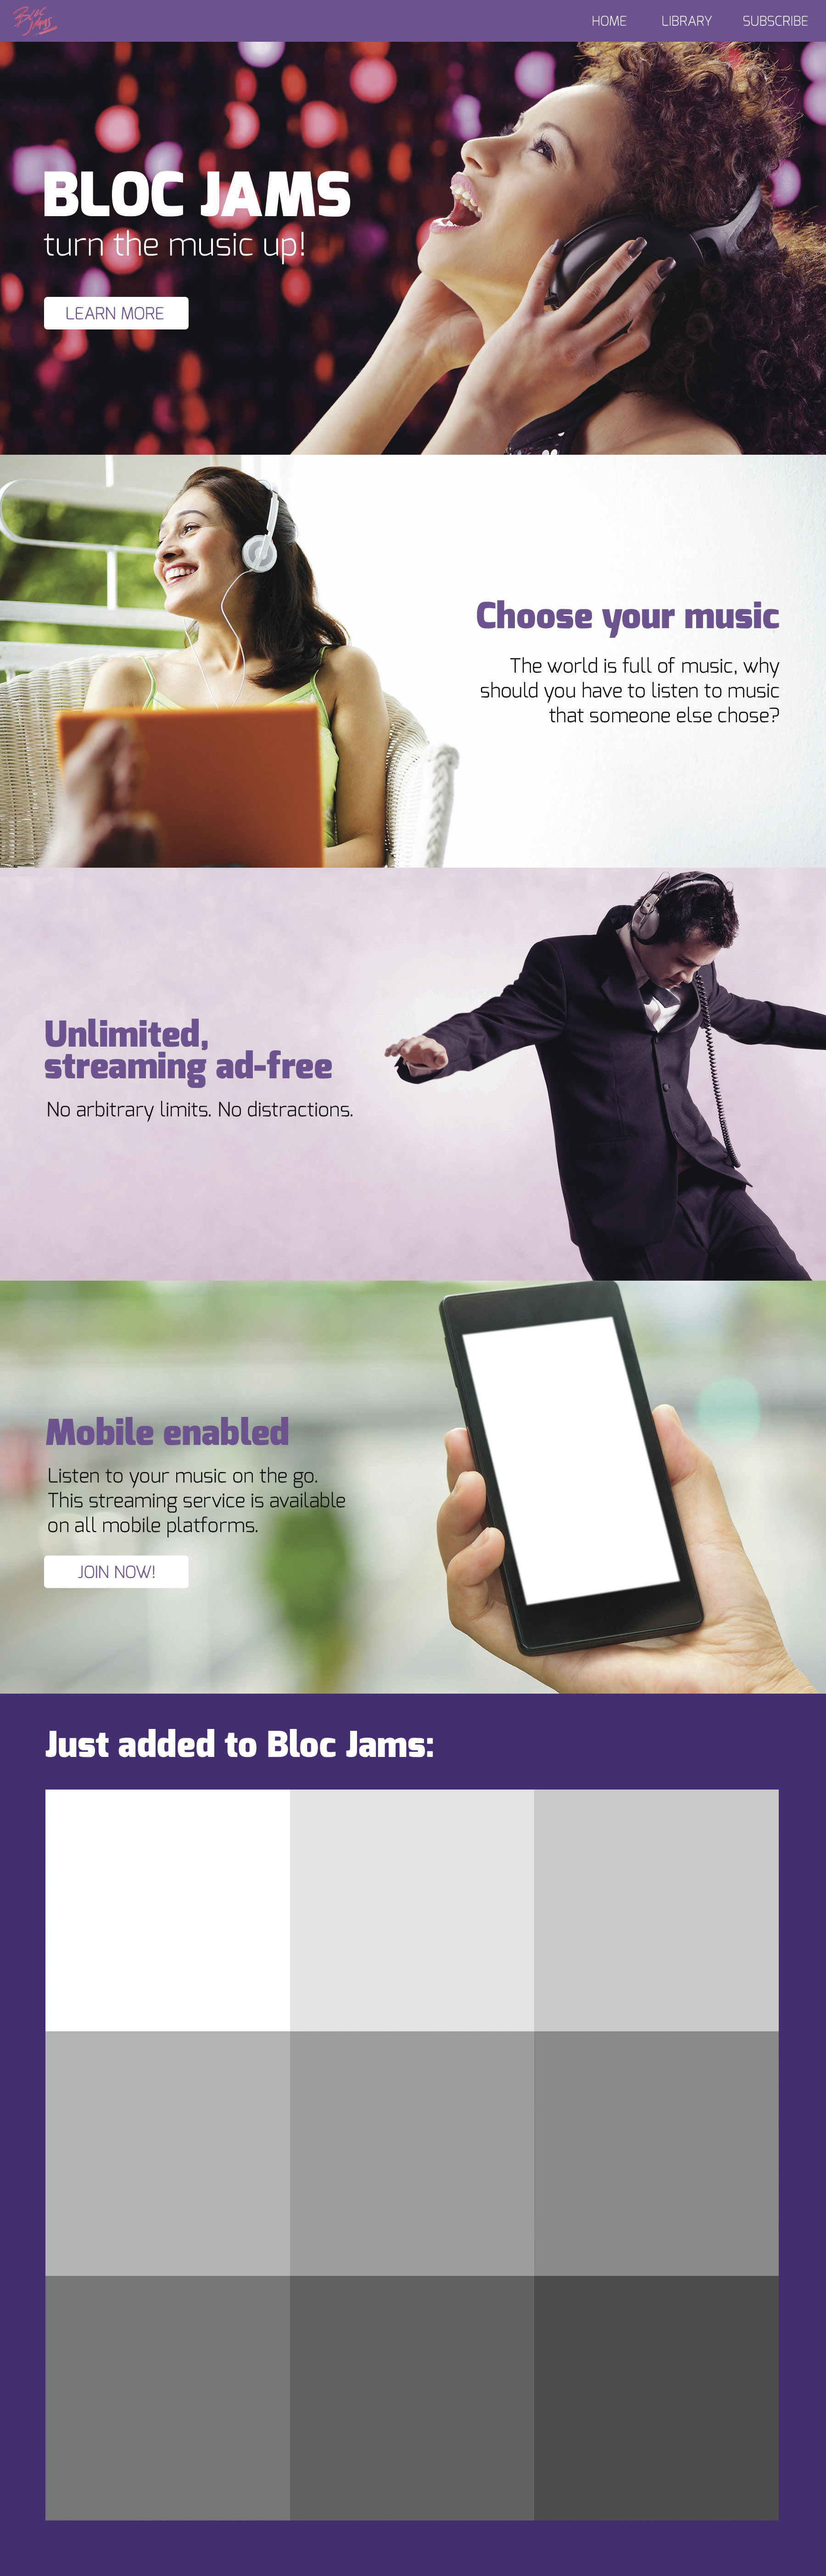 Bloc
Jams
HOME LIBRARY SUBSCRIBE
BLOC JAMS
turn the music up!
LEARN MORE
Choose your music
The world is full of music, why
should you have to listen to music
that someone else chose?
Unlimited,
streaming ad-free
No arbitrary limits. No distractions.
Mobile enabled
Listen to your music on the go.
This streaming service is available
on all mobile platforms.
JOIN NOW!
Just added to Bloc Jams: